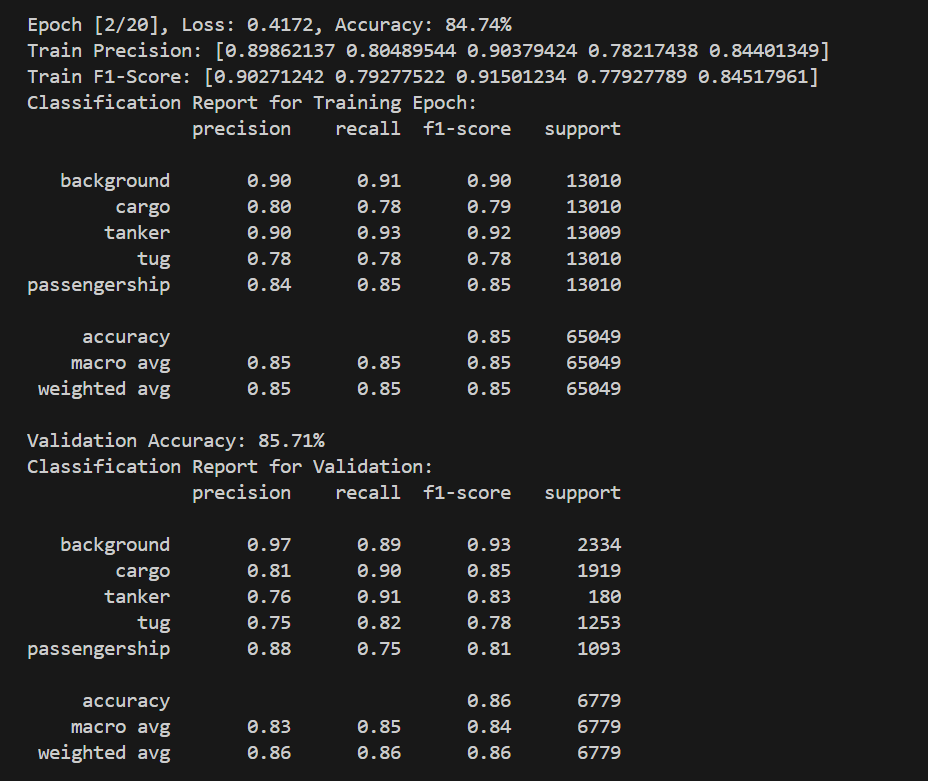 Epoch [2/20], Loss: 0.4172, Accuracy: 84.74%
Train Precision: [0.89862137 0.80489544 0.90379424 0.78217438 0.84401349]
Train F1-Score: [0.90271242 0.79277522 0.91501234 0.77927789 0.84517961]
Classification Report for Training Epoch:
precision recall f1-score support
background 0.90 0.91 0.90 13010
cargo 0.80 0.78 0.79 13010
tanker 0.90 0.93 0.92 13009
tug 0.78 0.78 0.78 13010
passengership 0.84 0.85 0.85 13010
accuracy 0.85 65049
macro avg 0.85 0.85 0.85 65049
weighted avg 0.85 0.85 0.85 65049
Validation Accuracy: 85.71%
Classification Report for Validation:
precision recall f1-score support
background 0.97 0.89 0.93 2334
cargo 0.81 0.90 0.85 1919
tanker 0.76 0.91 0.83 180
tug 0.75 0.82 0.78 1253
passengership 0.88 0.75 0.81 1093
accuracy 0.86 6779
macro avg 0.83 0.85 0.84 6779
weighted avg 0.86 0.86 0.86 6779